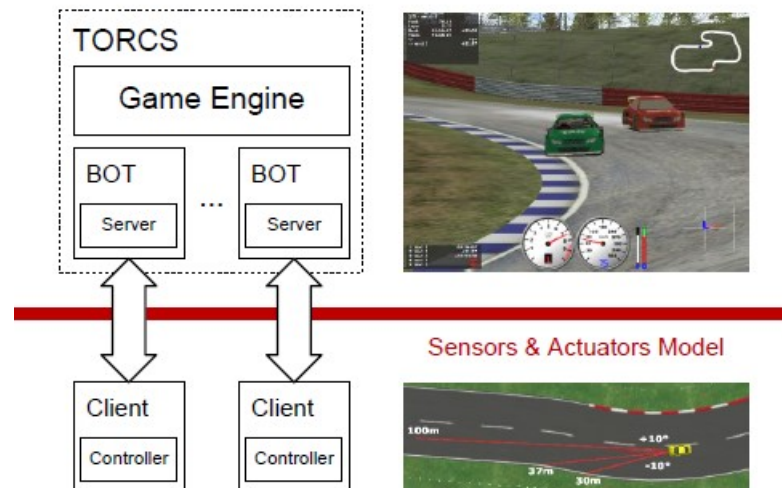 TORCS
Game Engine
BOT
Server
...
BOT
Server
Sensors & Actuators Model
Client
Controller
Client
Controller
100m
+10°
-10°
37m
30m